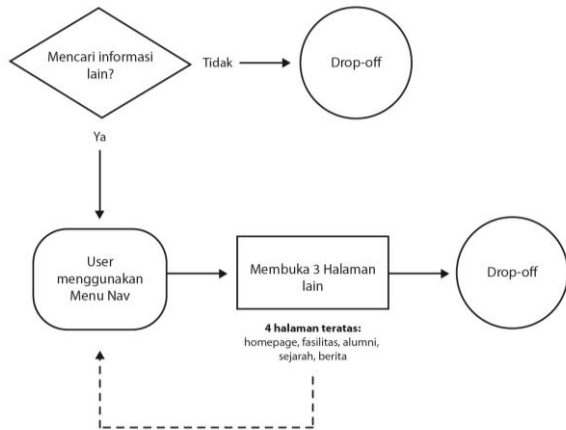 Mencari informasi
lain?
Tidak
Drop-off
Ya
User
menggunakan
Menu Nav
Membuka 3 Halaman
lain
Drop-off
4 halaman teratas:
homepage, fasilitas, alumni,
sejarah, berita